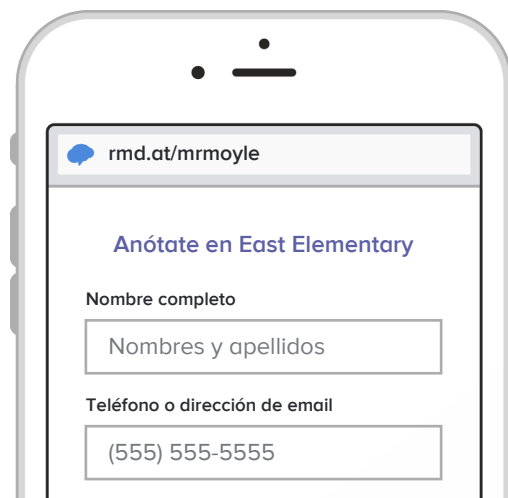 rmd.at/mrmoyle
Anótate en East Elementary
Nombre completo
Nombres y apellidos
Teléfono o dirección de email
(555) 555-5555